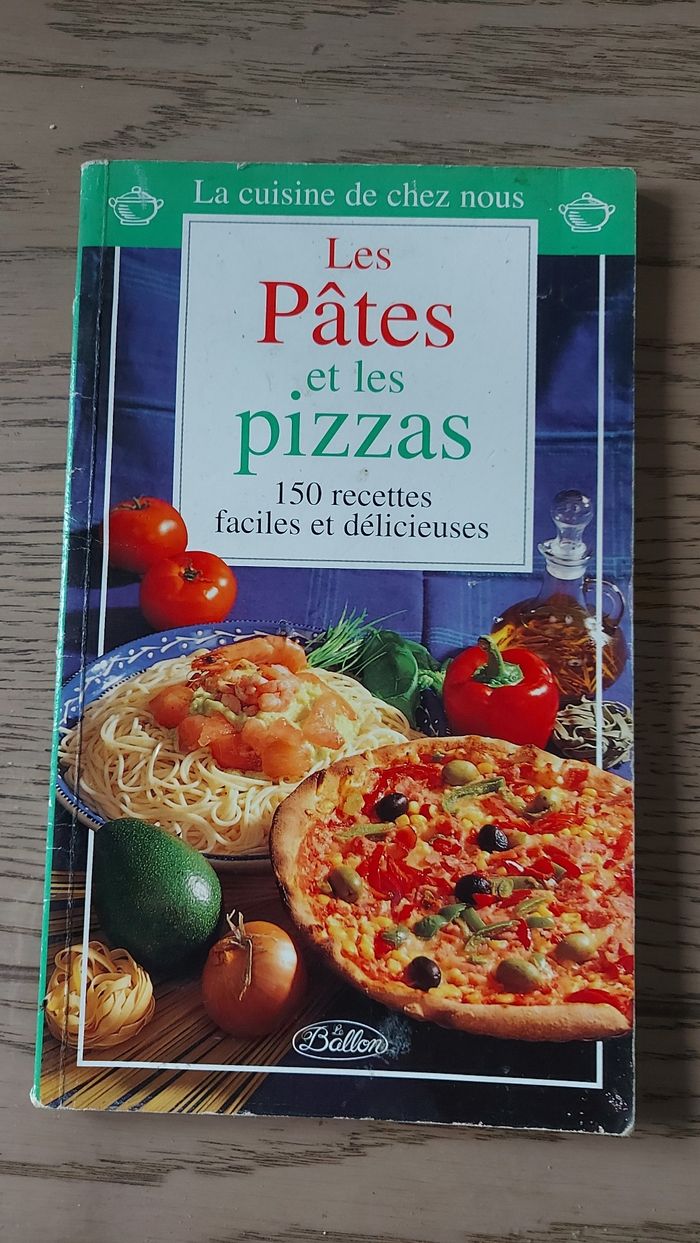 La cuisine de chez nous
Les
Pâtes
et les
pizzas
150 recettes
faciles et délicieuses
Le
Ballon